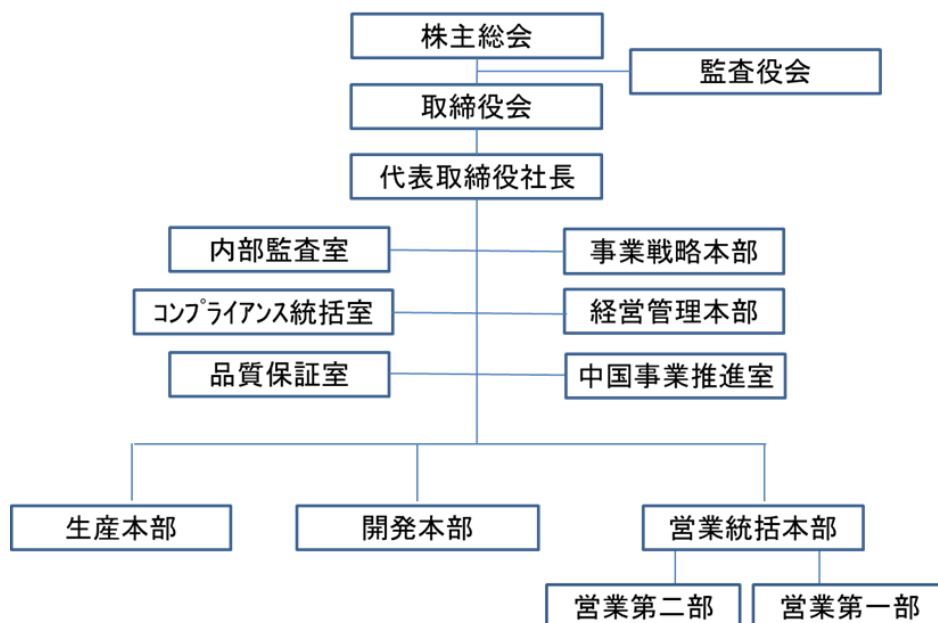 株主総会
監査役会
取締役会
代表取締役社長
内部監査室
事業戦略本部
コンプライアンス統括室
経営管理本部
品質保証室
中国事業推進室
生産本部
開発本部
営業統括本部
営業第二部
営業第一部